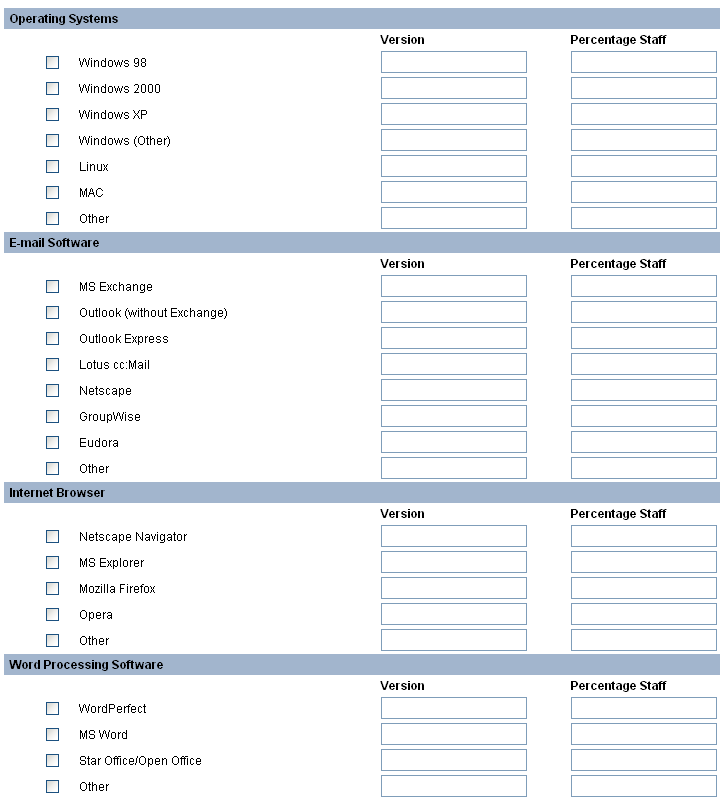 Operating Systems
Version Percentage Staff
Windows 98
Windows 2000
Windows XP
Windows (Other)
Linux
MAC
Other
E-mail Software
Version Percentage Staff
MS Exchange
Outlook (without Exchange)
Outlook Express
Lotus cc:Mail
Netscape
GroupWise
Eudora
Other
Internet Browser
Version Percentage Staff
Netscape Navigator
MS Explorer
Mozilla Firefox
Opera
Other
Word Processing Software
Version Percentage Staff
WordPerfect
MS Word
Star Office/Open Office
Other